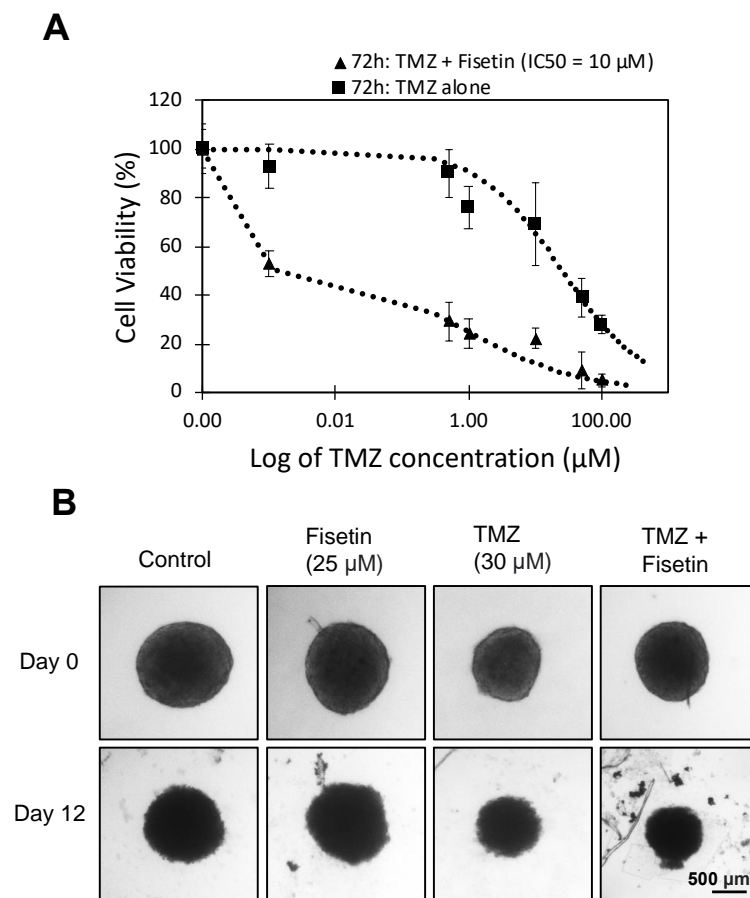 A
▲ 72h: TMZ + Fisetin (IC50 = 10 µM)
■ 72h: TMZ alone
120
100
80
60
40
20
0
Cell Viability (%)
0.00 0.01 1.00 100.00
Log of TMZ concentration (µM)
B
Control
Fisetin
(25 µM)
TMZ
(30 µM)
TMZ +
Fisetin
Day 0
Day 12
500 µm